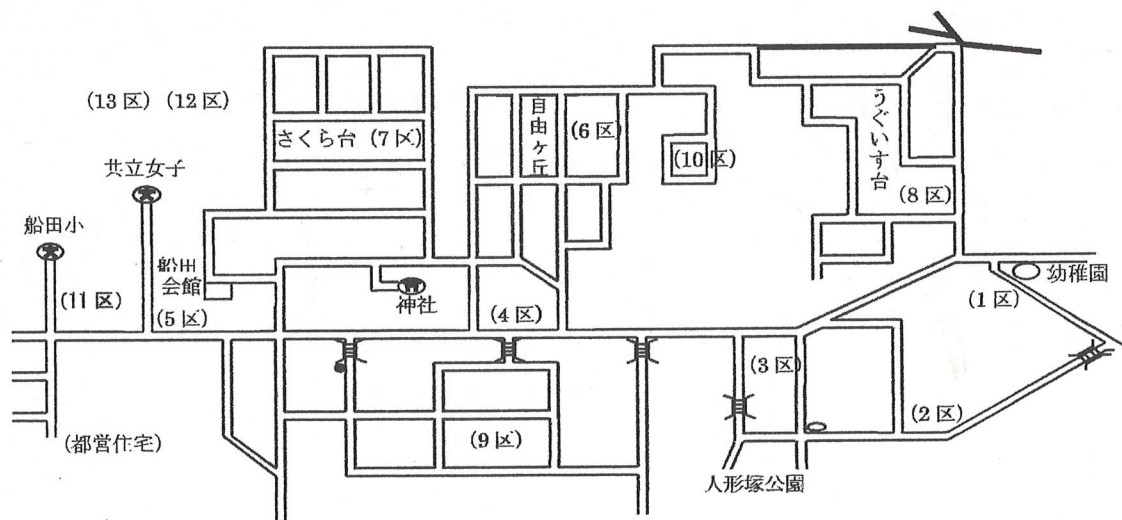 (13区) (12区)
さくら台 (7区)
自由ヶ丘
(6区)
(10区)
うぐいす台
(8区)
共立女子
船田小
船田
会館
(11区)
(5区)
神社
(4区)
幼稚園
(1区)
(3区)
(2区)
(9区)
(都営住宅)
人形塚公園